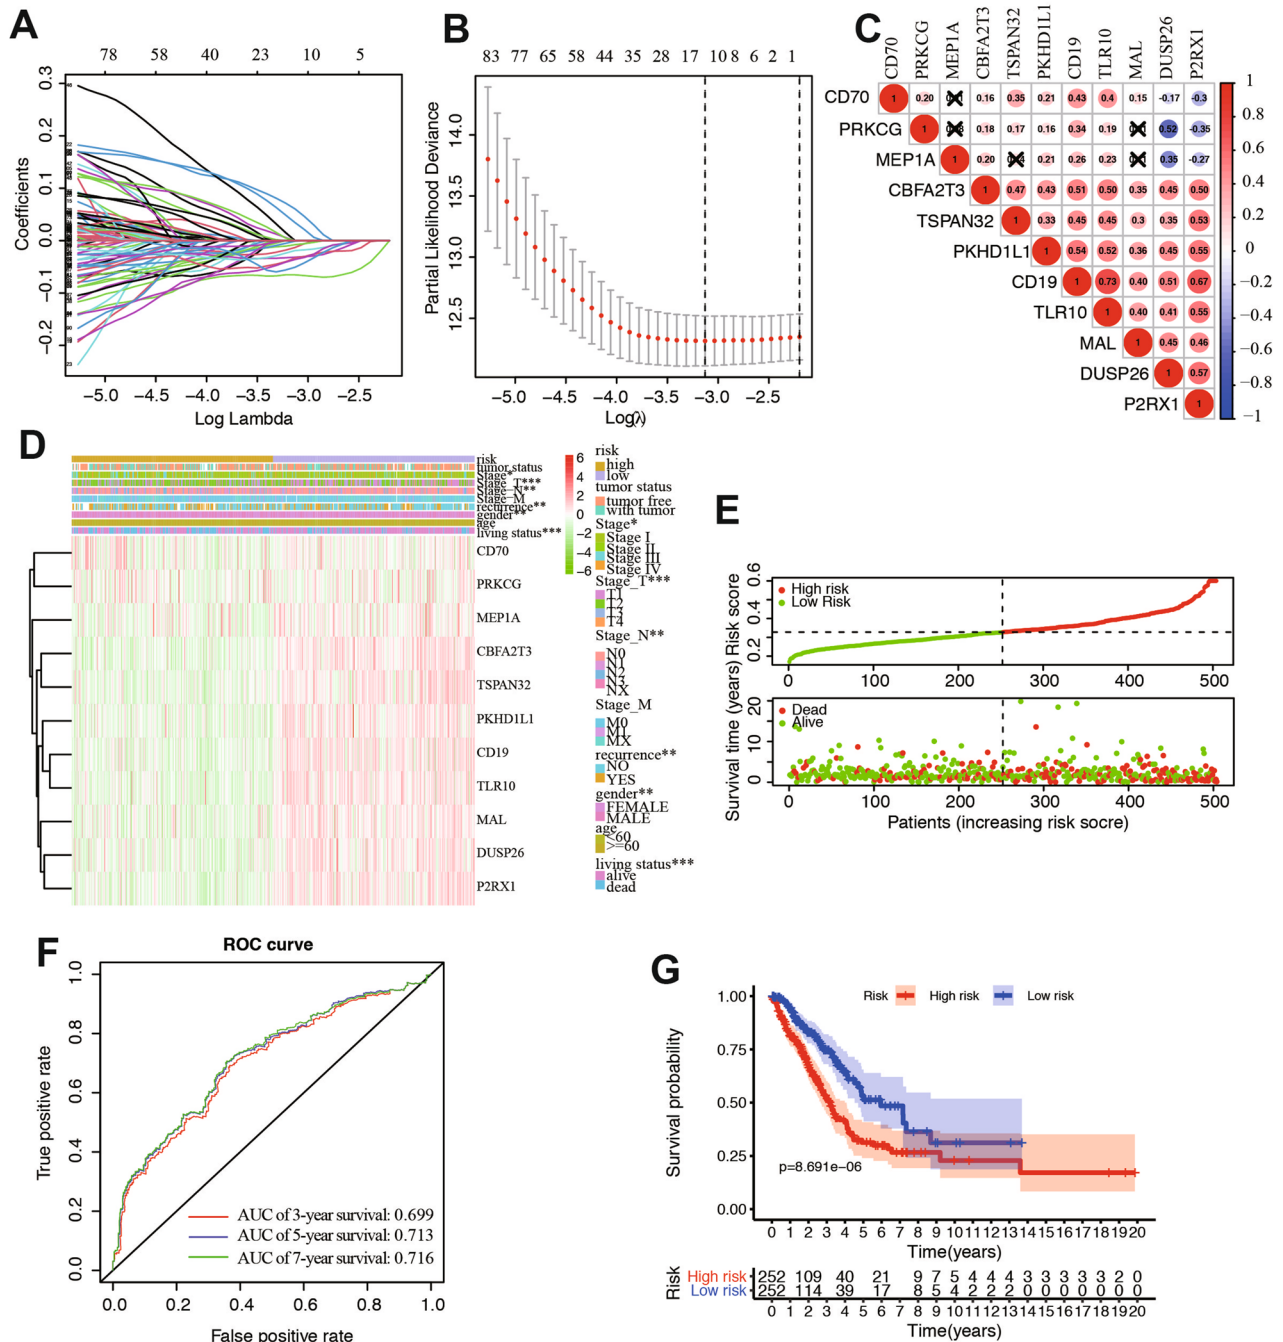 A
78 58 40 23 10 5
0.3
0.2
0.1
0.0
−0.1
−0.2
Coefficients
−5.0 −4.5 −4.0 −3.5 −3.0 −2.5
Log Lambda
B
83 77 65 58 44 35 28 17 10 8 6 2 1
14.0
13.5
13.0
12.5
Partial Likelihood Deviance
−5.0 −4.5 −4.0 −3.5 −3.0 −2.5
Log(λ)
C
CD70 PRKCG MEP1A CBFA2T3 TSPAN32 PKHD1L1 CD19 TLR10 MAL DUSP26 P2RX1
CD70 1 0.20 0.16 0.35 0.21 0.43 0.4 0.15 -0.17 -0.3
PRKCG 1 0.18 0.17 0.16 0.34 0.19 0.52 -0.35
MEP1A 1 0.20 0.21 0.26 0.23 0.35 -0.27
CBFA2T3 1 0.47 0.43 0.51 0.50 0.35 0.45 0.50
TSPAN32 1 0.33 0.45 0.45 0.3 0.35 0.53
PKHD1L1 1 0.54 0.52 0.36 0.45 0.55
CD19 1 0.73 0.40 0.51 0.67
TLR10 1 0.40 0.41 0.55
MAL 1 0.45 0.46
DUSP26 1 0.57
P2RX1 1
1
0.8
0.6
0.4
0.2
0
−0.2
−0.4
−0.6
−0.8
−1
D
risk
tumor status
Stage*
Stage_T***
Stage_N**
Stage_M
recurrence**
gender**
age
living status***
CD70
PRKCG
MEP1A
CBFA2T3
TSPAN32
PKHD1L1
CD19
TLR10
MAL
DUSP26
P2RX1
6
4
2
0
−2
−4
−6
risk
high
low
tumor status
tumor free
with tumor
Stage*
Stage I
Stage II
Stage III
Stage IV
Stage_T***
T1
T2
T3
T4
Stage_N**
N0
N1
N2
N3
NX
Stage_M
M0
M1
MX
recurrence**
NO
YES
gender**
FEMALE
MALE
age
<60
>=60
living status***
alive
dead
E
Risk score
0.6
0.4
0.2
High risk
Low Risk
0 100 200 300 400 500
Survival time (years)
20
10
0
Dead
Alive
0 100 200 300 400 500
Patients (increasing risk socre)
F
ROC curve
True positive rate
1.0
0.8
0.6
0.4
0.2
0.0
AUC of 3-year survival: 0.699
AUC of 5-year survival: 0.713
AUC of 7-year survival: 0.716
0.0 0.2 0.4 0.6 0.8 1.0
False positive rate
G
Risk High risk Low risk
Survival probability
1.00
0.75
0.50
0.25
0.00
p=8.691e−06
0 1 2 3 4 5 6 7 8 9 10 11 12 13 14 15 16 17 18 19 20
Time(years)
Risk
High risk 252 109 40 21 9 7 5 4 4 4 3 3 3 3 3 2 0
Low risk 252 114 39 17 8 5 4 2 2 2 0 0 0 0 0 0 0
0 1 2 3 4 5 6 7 8 9 10 11 12 13 14 15 16 17 18 19 20
Time(years)